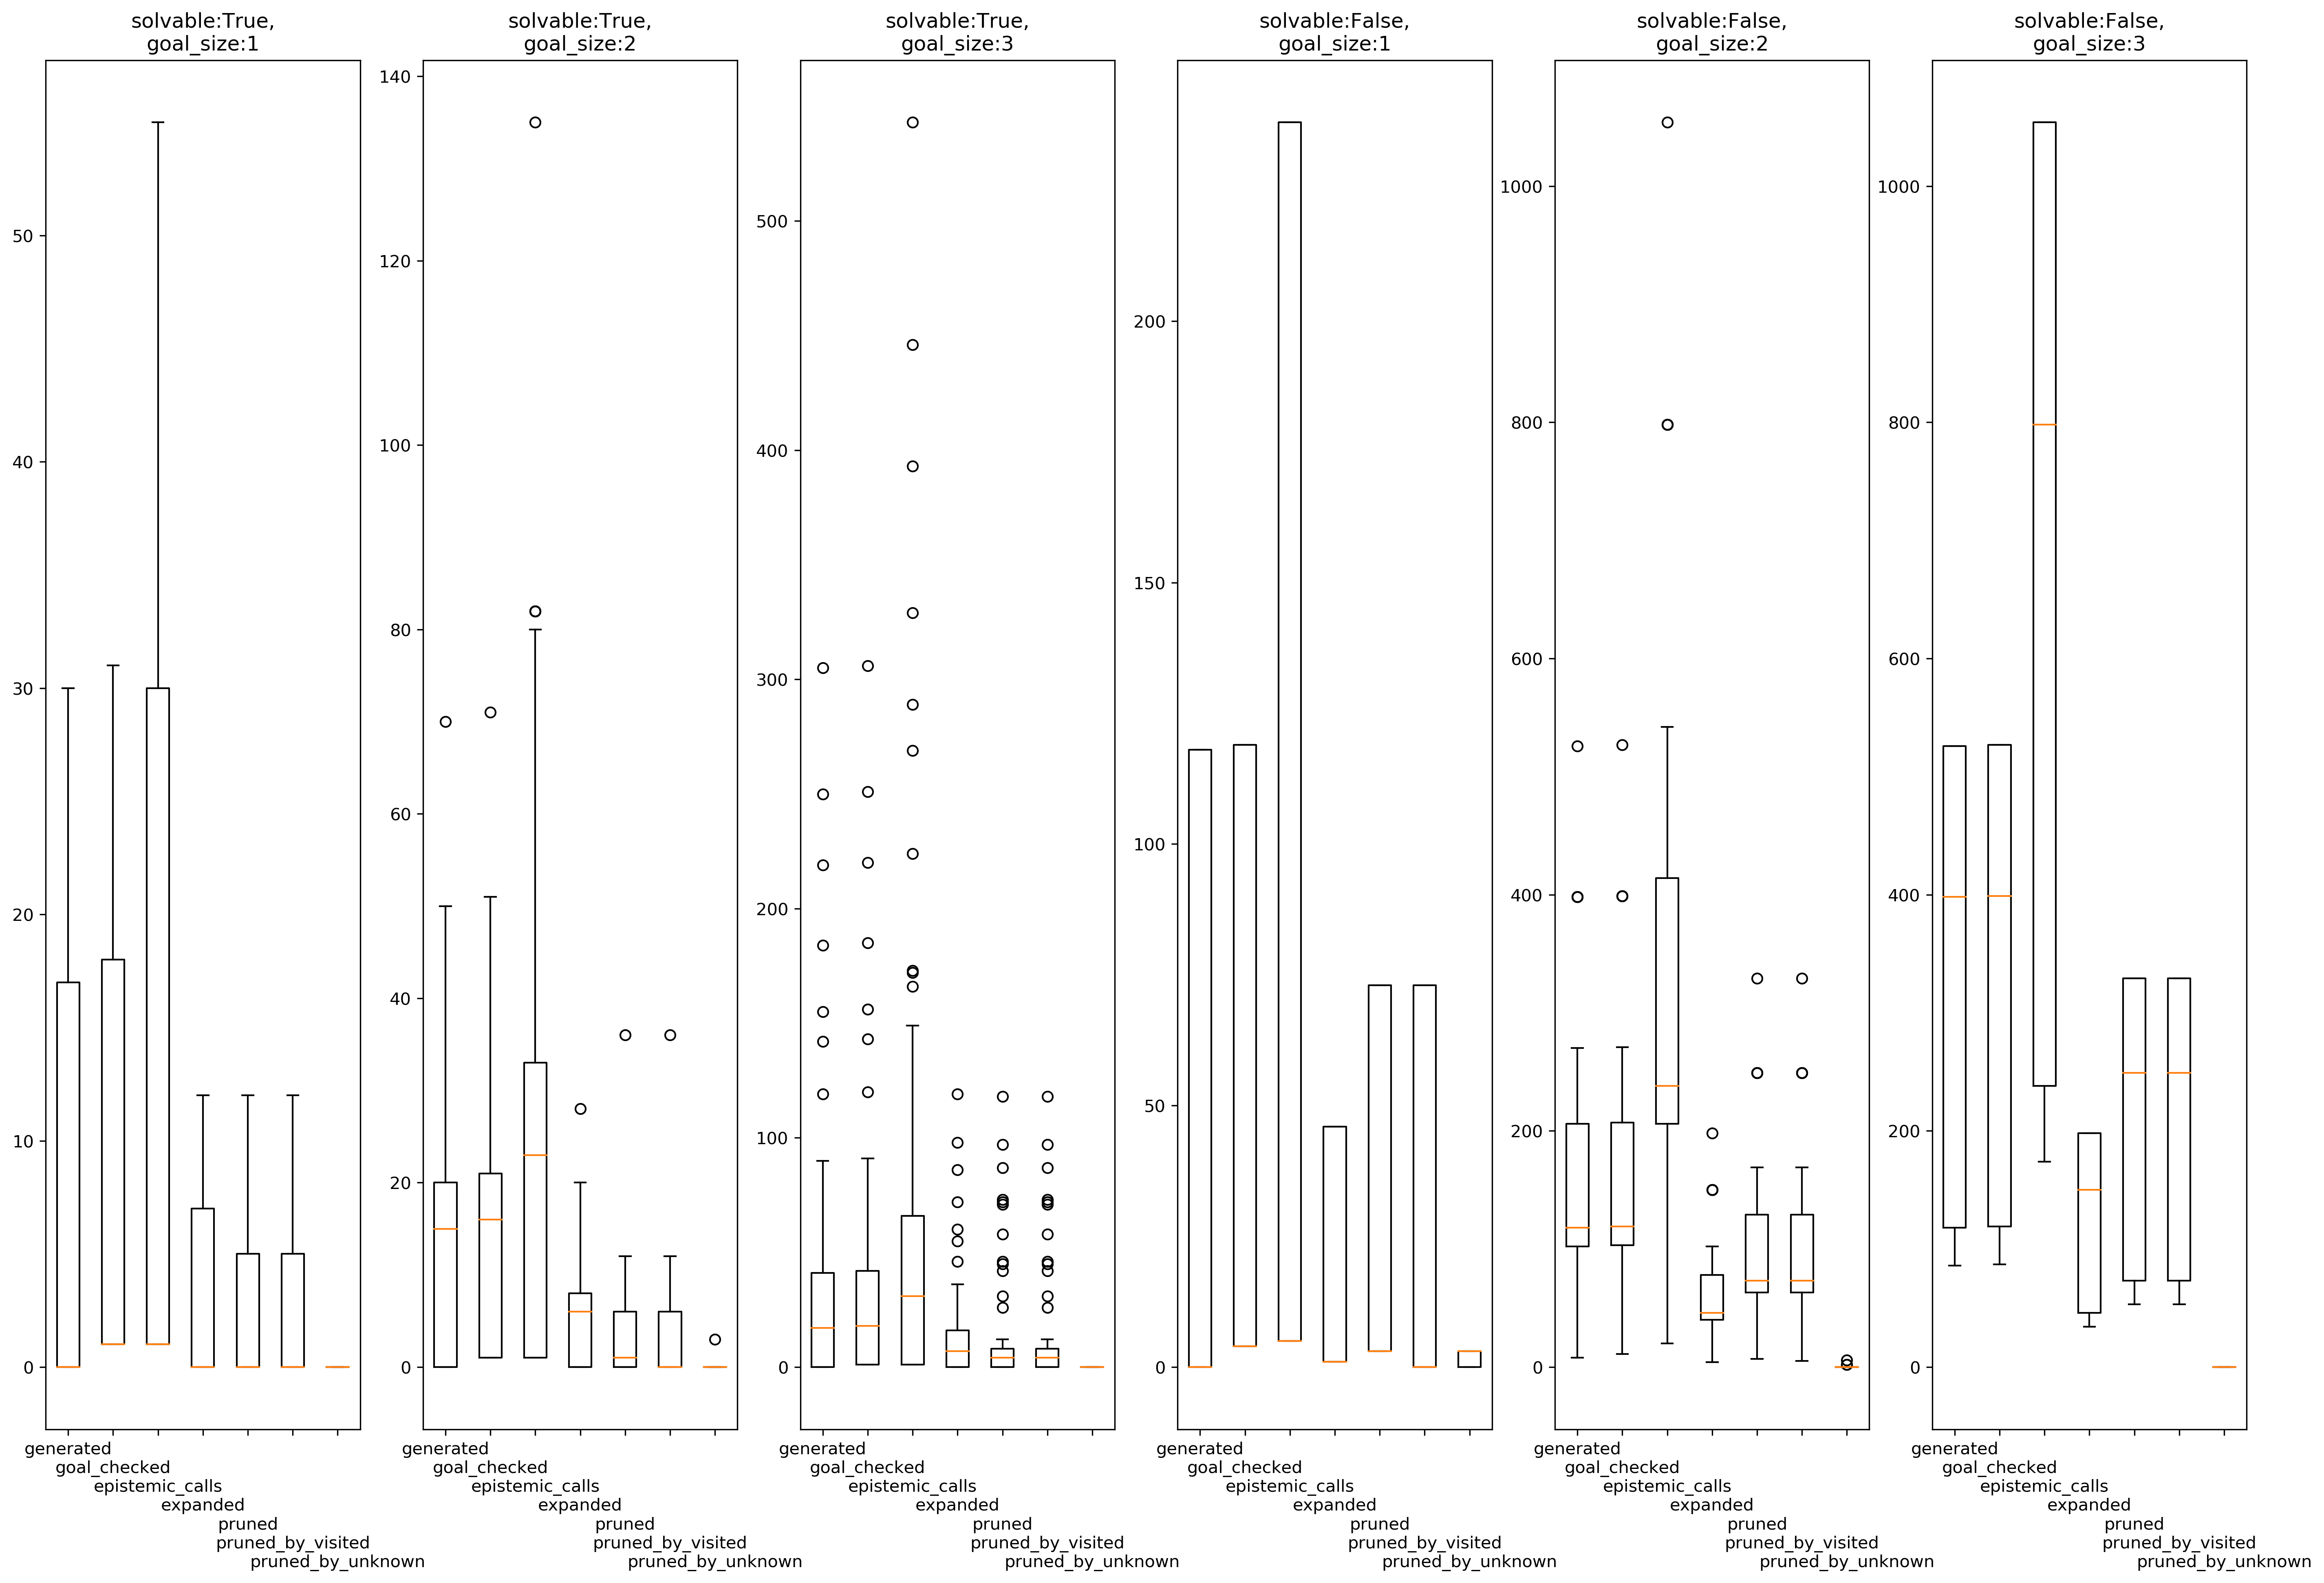 solvable:True,
goal_size:1
solvable:True,
goal_size:2
solvable:True,
goal_size:3
solvable:False,
goal_size:1
solvable:False,
goal_size:2
solvable:False,
goal_size:3
50
40
30
20
10
0
generated
goal_checked
epistemic_calls
expanded
pruned
pruned_by_visited
pruned_by_unknown
140
120
100
80
60
40
20
0
generated
goal_checked
epistemic_calls
expanded
pruned
pruned_by_visited
pruned_by_unknown
500
400
300
200
100
0
generated
goal_checked
epistemic_calls
expanded
pruned
pruned_by_visited
pruned_by_unknown
200
150
100
50
0
generated
goal_checked
epistemic_calls
expanded
pruned
pruned_by_visited
pruned_by_unknown
1000
800
600
400
200
0
generated
goal_checked
epistemic_calls
expanded
pruned
pruned_by_visited
pruned_by_unknown
1000
800
600
400
200
0
generated
goal_checked
epistemic_calls
expanded
pruned
pruned_by_visited
pruned_by_unknown